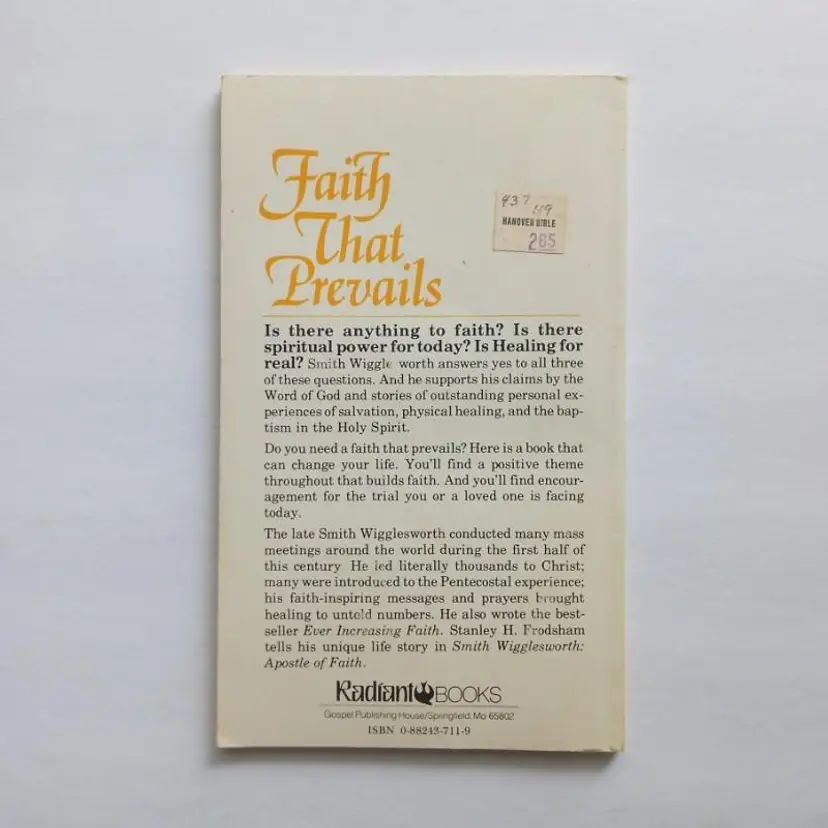 Faith
That
Prevails
437 119
HANOVER BIBLE
285
Is there anything to faith? Is there
spiritual power for today? Is Healing for
real? Smith Wiggle worth answers yes to all three
of these questions. And he supports his claims by the
Word of God and stories of outstanding personal ex-
periences of salvation, physical healing, and the bap-
tism in the Holy Spirit.
Do you need a faith that prevails? Here is a book that
can change your life. You'll find a positive theme
throughout that builds faith. And you'll find encour-
agement for the trial you or a loved one is facing
today.
The late Smith Wigglesworth conducted many mass
meetings around the world during the first half of
this century He led literally thousands to Christ;
many were introduced to the Pentecostal experience;
his faith-inspiring messages and prayers brought
healing to untold numbers. He also wrote the best-
seller Ever Increasing Faith. Stanley H. Frodsham
tells his unique life story in Smith Wigglesworth:
Apostle of Faith.
Radiant BOOKS
Gospel Publishing House/Springfield. Mo 65802
ISBN 0-88243-711-9